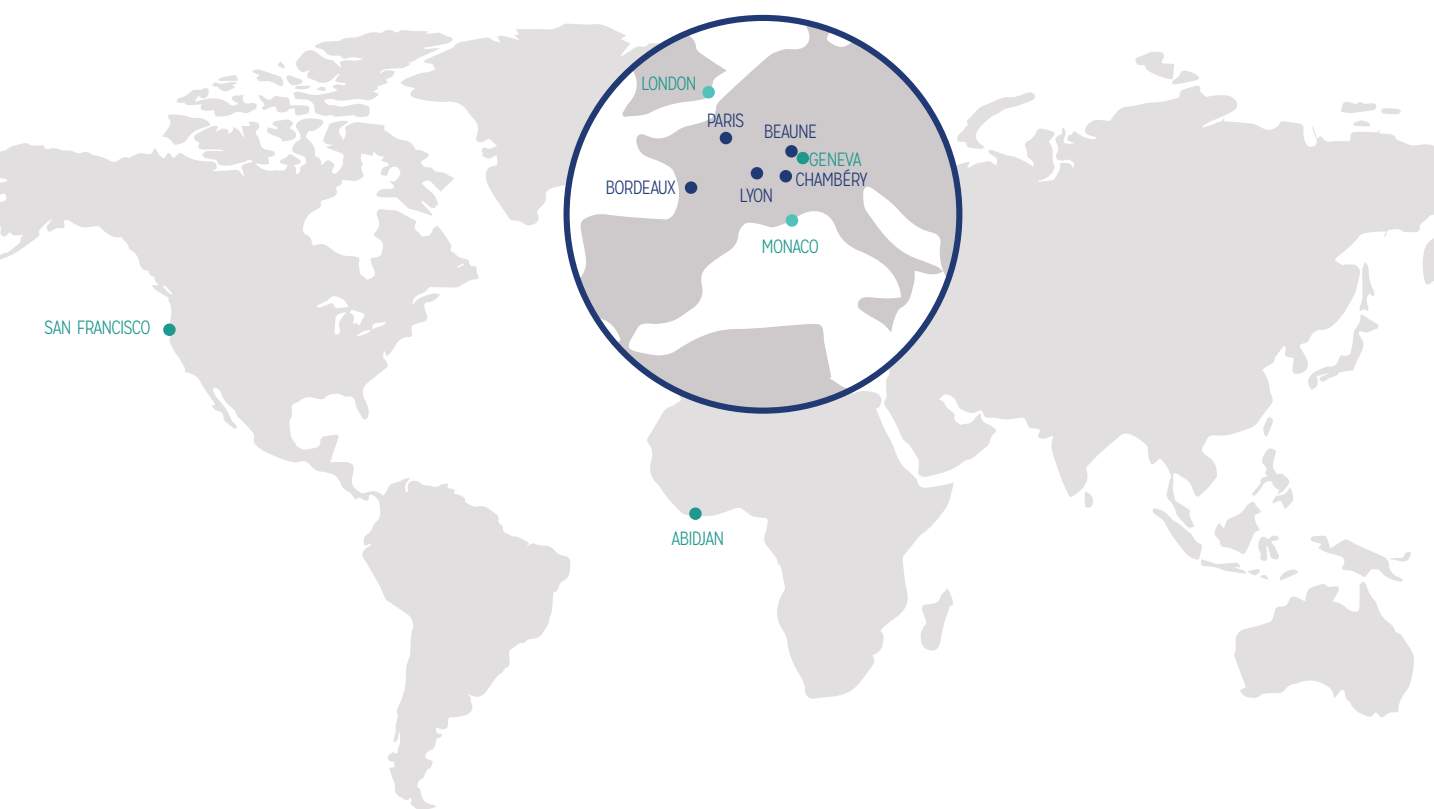 LONDON
PARIS
BEAUNE
GENEVA
CHAMBÉRY
BORDEAUX
LYON
MONACO
SAN FRANCISCO
ABIDJAN